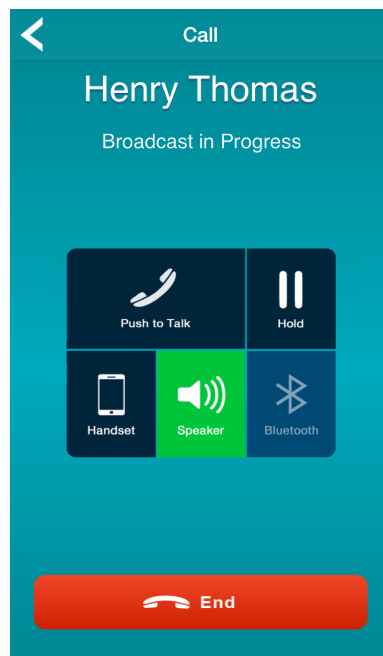 Call
Henry Thomas
Broadcast in Progress
Push to Talk
Hold
Handset
Speaker
Bluetooth
End